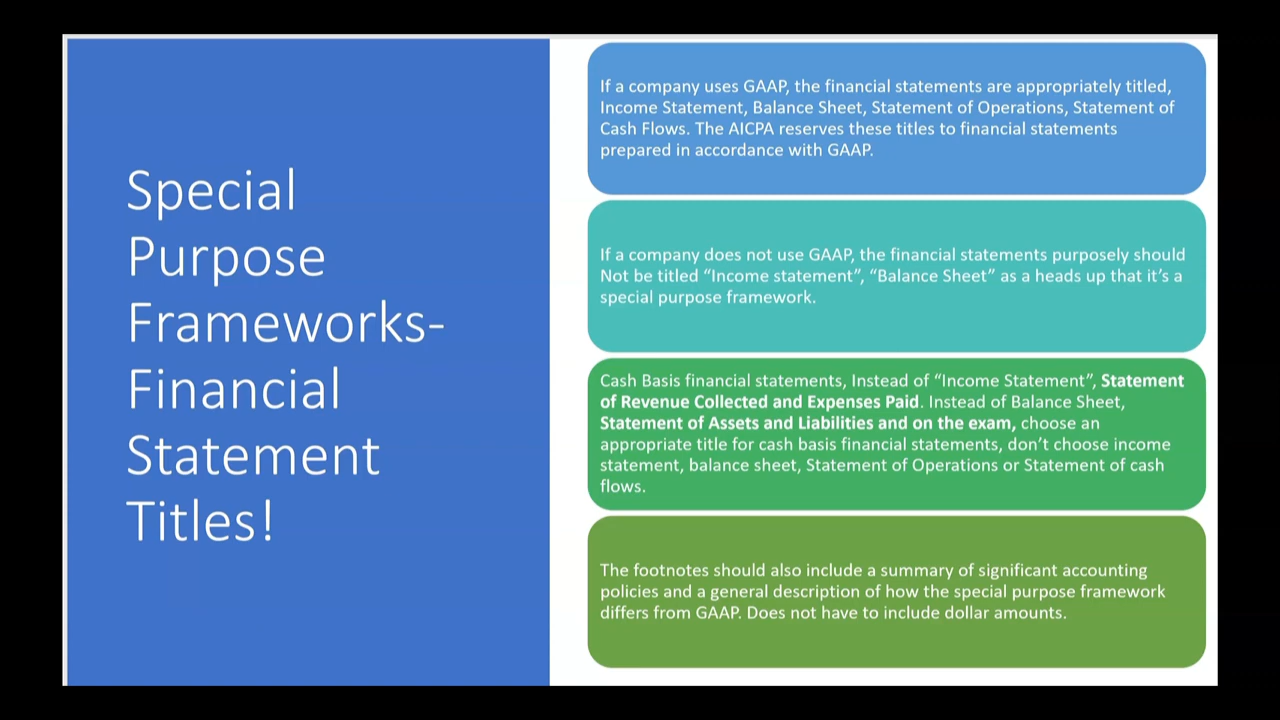 Special
Purpose
Frameworks-
Financial
Statement
Titles!
If a company uses GAAP, the financial statements are appropriately titled,
Income Statement, Balance Sheet, Statement of Operations, Statement of
Cash Flows. The AICPA reserves these titles to financial statements
prepared in accordance with GAAP.
If a company does not use GAAP, the financial statements purposely should
Not be titled “Income statement”, “Balance Sheet” as a heads up that it’s a
special purpose framework.
Cash Basis financial statements, Instead of “Income Statement”, Statement
of Revenue Collected and Expenses Paid. Instead of Balance Sheet,
Statement of Assets and Liabilities and on the exam, choose an
appropriate title for cash basis financial statements, don’t choose income
statement, balance sheet, Statement of Operations or Statement of cash
flows.
The footnotes should also include a summary of significant accounting
policies and a general description of how the special purpose framework
differs from GAAP. Does not have to include dollar amounts.